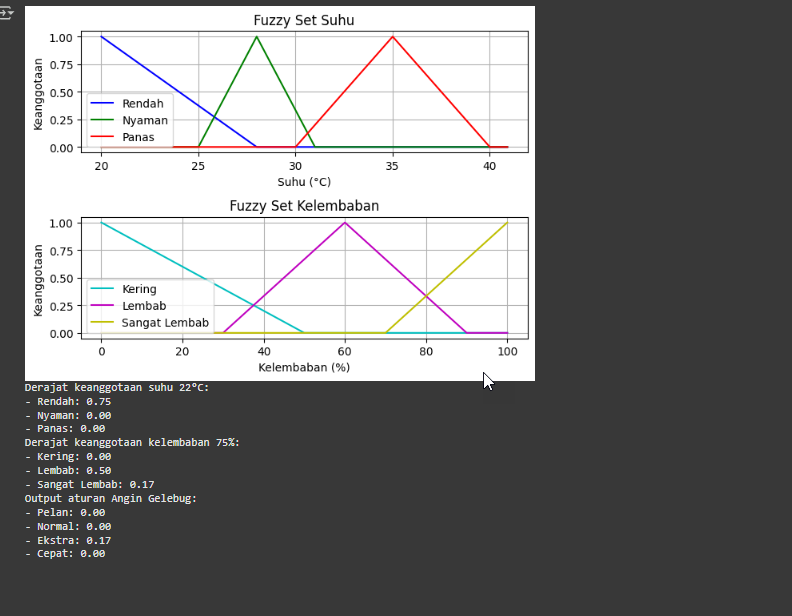 Fuzzy Set Suhu
1.00
0.75
0.50
0.25
0.00
Keanggotaan
Rendah
Nyaman
Panas
20 25 30 35 40
Suhu (°C)
Fuzzy Set Kelembaban
1.00
0.75
0.50
0.25
0.00
Keanggotaan
Kering
Lembab
Sangat Lembab
0 20 40 60 80 100
Kelembaban (%)
Derajat keanggotaan suhu 22°C:
- Rendah: 0.75
- Nyaman: 0.00
- Panas: 0.00
Derajat keanggotaan kelembaban 75%:
- Kering: 0.00
- Lembab: 0.50
- Sangat Lembab: 0.17
Output aturan Angin Gelebug:
- Pelan: 0.00
- Normal: 0.00
- Ekstra: 0.17
- Cepat: 0.00